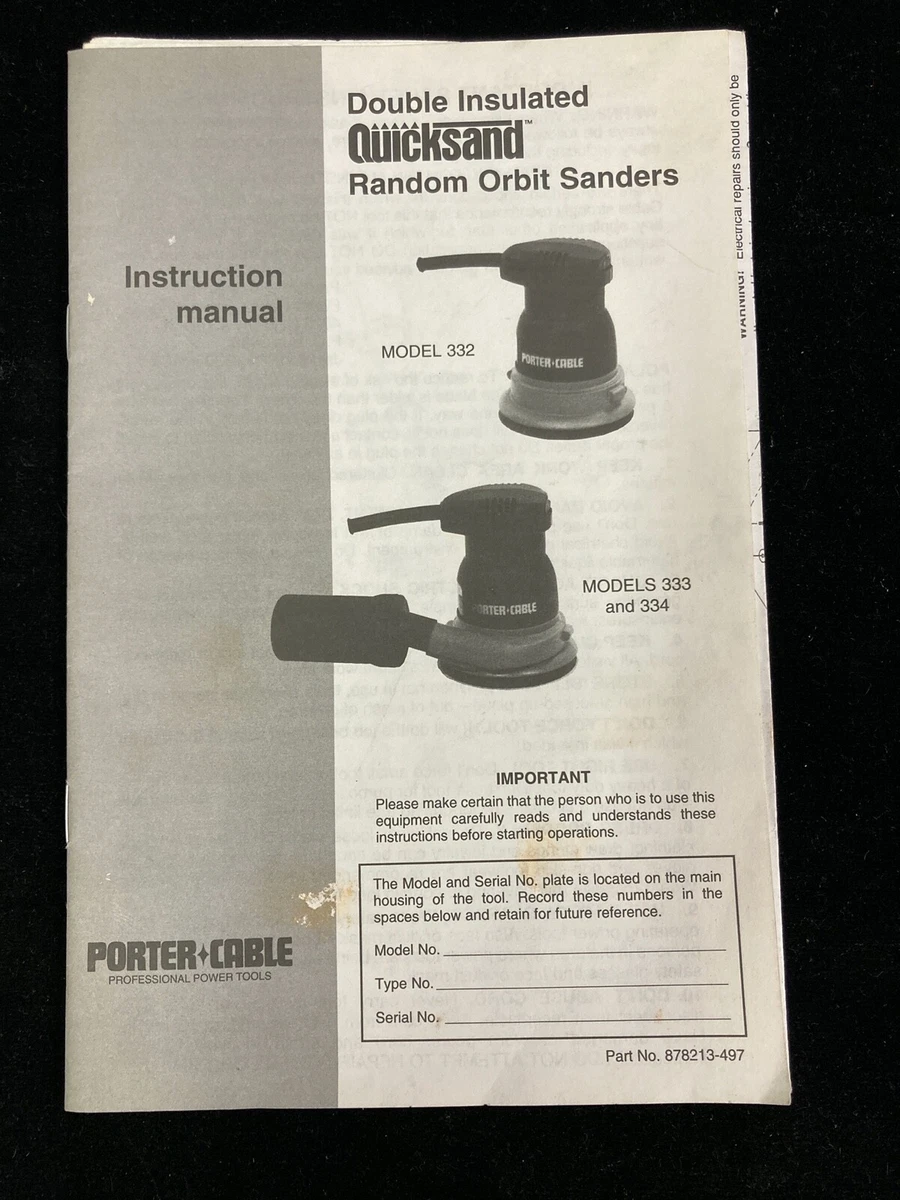 Double Insulated
Quicksand™
Random Orbit Sanders
Instruction
manual
MODEL 332
PORTER•CABLE
MODELS 333
and 334
PORTER•CABLE
IMPORTANT
Please make certain that the person who is to use this
equipment carefully reads and understands these
instructions before starting operations.
The Model and Serial No. plate is located on the main
housing of the tool. Record these numbers in the
spaces below and retain for future reference.
Model No.
Type No.
Serial No.
PORTER✦CABLE
PROFESSIONAL POWER TOOLS
Part No. 878213-497
WARNING! Electrical repairs should only be